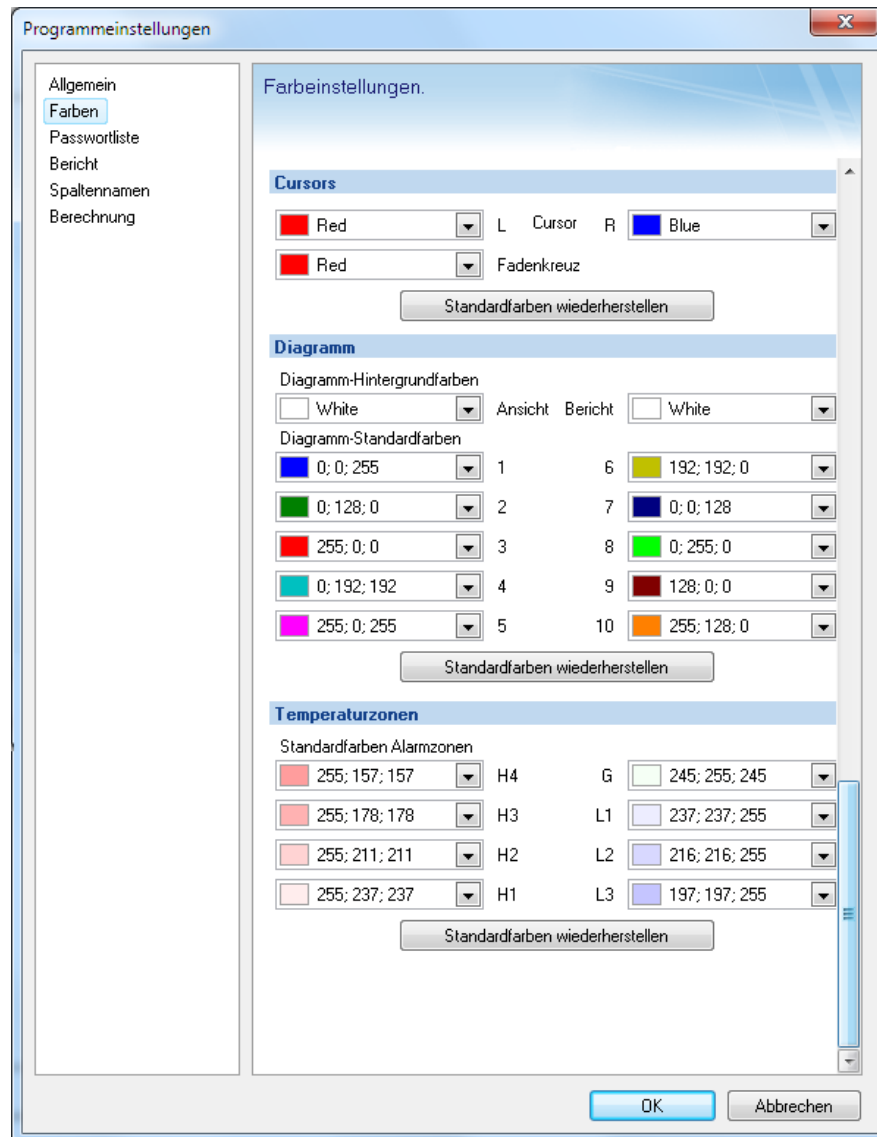 Programmeinstellungen
Allgemein
Farben
Passwortliste
Bericht
Spaltennamen
Berechnung
Farbeinstellungen.
Cursors
Red L Cursor R Blue
Red Fadenkreuz
Standardfarben wiederherstellen
Diagramm
Diagramm-Hintergrundfarben
White Ansicht Bericht White
Diagramm-Standardfarben
0; 0; 255 1 6 192; 192; 0
0; 128; 0 2 7 0; 0; 128
255; 0; 0 3 8 0; 255; 0
0; 192; 192 4 9 128; 0; 0
255; 0; 255 5 10 255; 128; 0
Standardfarben wiederherstellen
Temperaturzonen
Standardfarben Alarmzonen
255; 157; 157 H4 G 245; 255; 245
255; 178; 178 H3 L1 237; 237; 255
255; 211; 211 H2 L2 216; 216; 255
255; 237; 237 H1 L3 197; 197; 255
Standardfarben wiederherstellen
OK Abbrechen